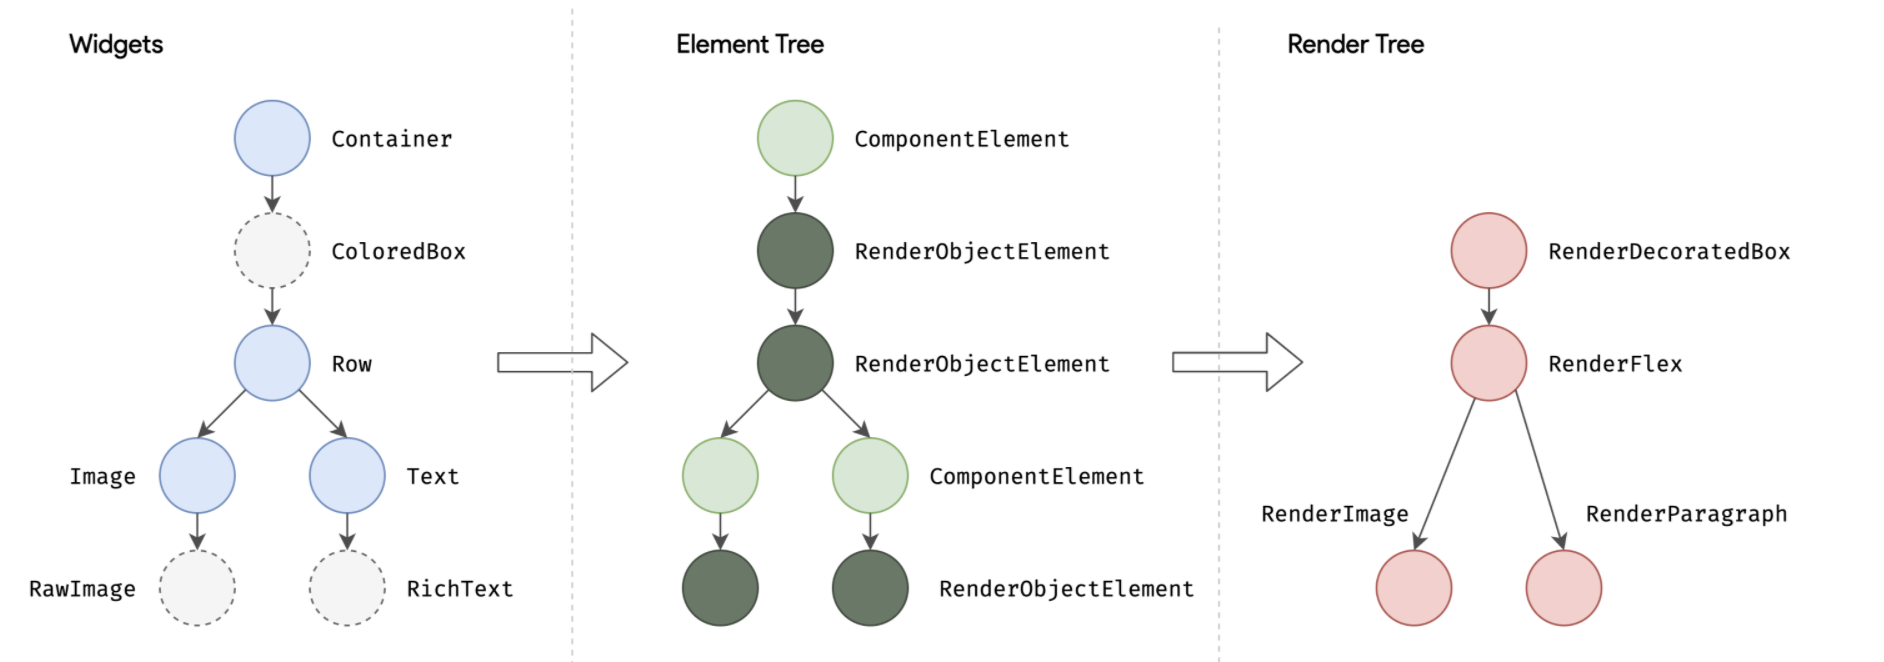 Widgets
Container
ColoredBox
Row
Image
Text
RawImage
RichText
Element Tree
ComponentElement
RenderObjectElement
RenderObjectElement
ComponentElement
RenderObjectElement
Render Tree
RenderDecoratedBox
RenderFlex
RenderImage
RenderParagraph